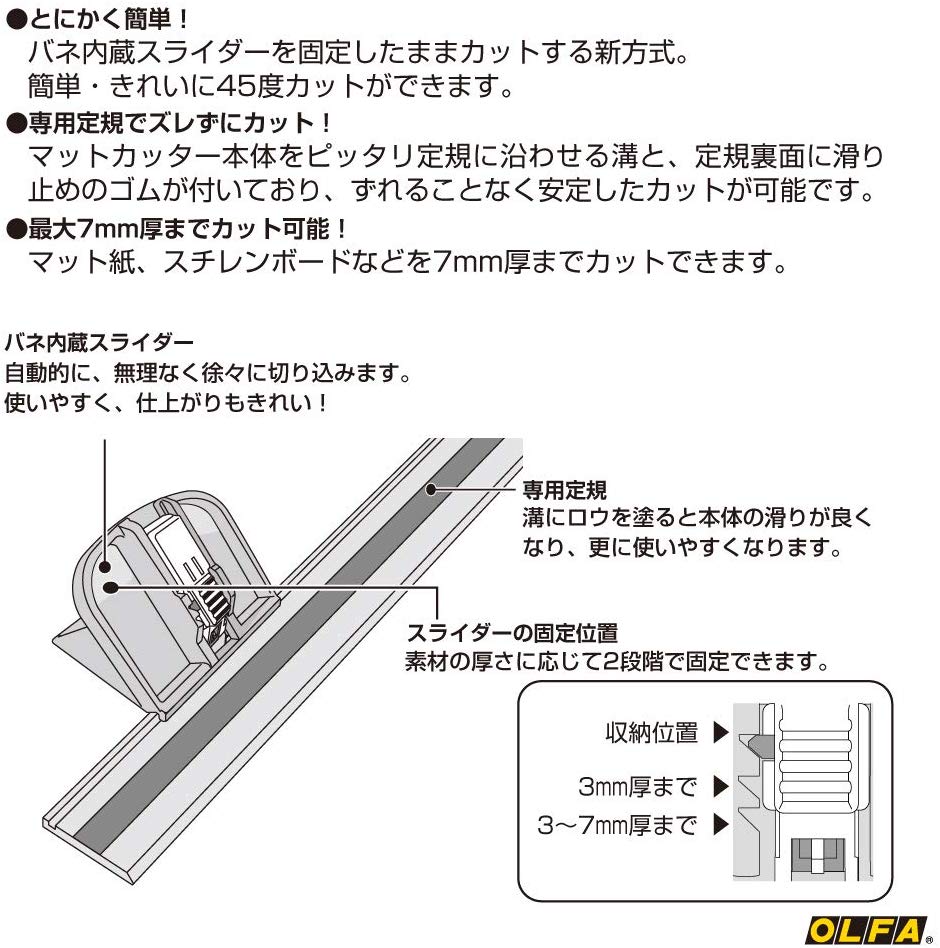 ●とにかく簡単！
バネ内蔵スライダーを固定したままカットする新方式。
簡単・きれいに45度カットができます。
●専用定規でズレずにカット！
マットカッター本体をピッタリ定規に沿わせる溝と、定規裏面に滑り
止めのゴムが付いており、ずれることなく安定したカットが可能です。
●最大7mm厚までカット可能！
マット紙、スチレンボードなどを7mm厚までカットできます。
バネ内蔵スライダー
自動的に、無理なく徐々に切り込みます。
使いやすく、仕上がりもきれい！
専用定規
溝にロウを塗ると本体の滑りが良く
なり、更に使いやすくなります。
スライダーの固定位置
素材の厚さに応じて2段階で固定できます。
収納位置
3mm厚まで
3〜7mm厚まで
OLFA®